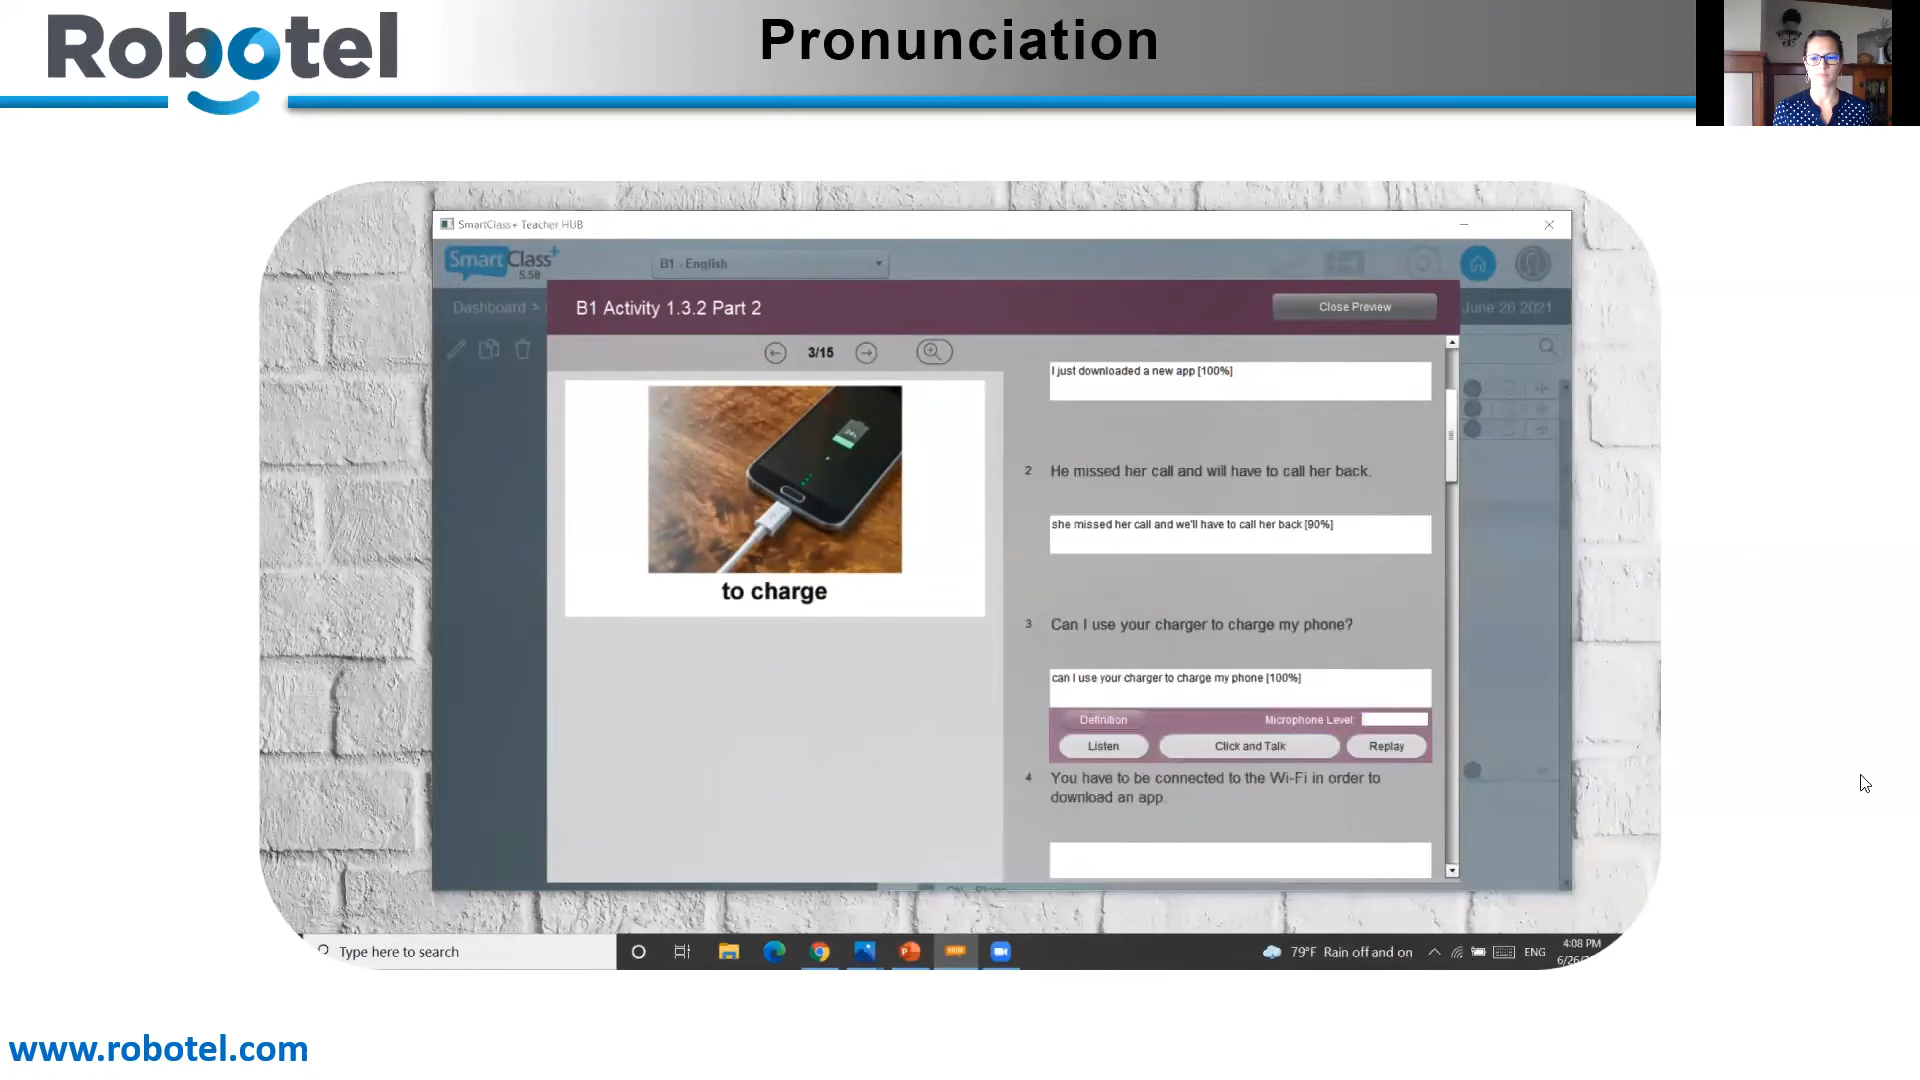 Robotel
Pronunciation
SmartClass+ Teacher HUB
SmartClass+
5.58
B1 - English
Dashboard >
June 26 2021
B1 Activity 1.3.2 Part 2
Close Preview
3/15
24%
to charge
I just downloaded a new app [100%]
2 He missed her call and will have to call her back.
she missed her call and we'll have to call her back [90%]
3 Can I use your charger to charge my phone?
can I use your charger to charge my phone [100%]
Definition
Microphone Level:
Listen
Click and Talk
Replay
4 You have to be connected to the Wi-Fi in order to
download an app.
Type here to search
79°F Rain off and on
ENG
4:08 PM
www.robotel.com